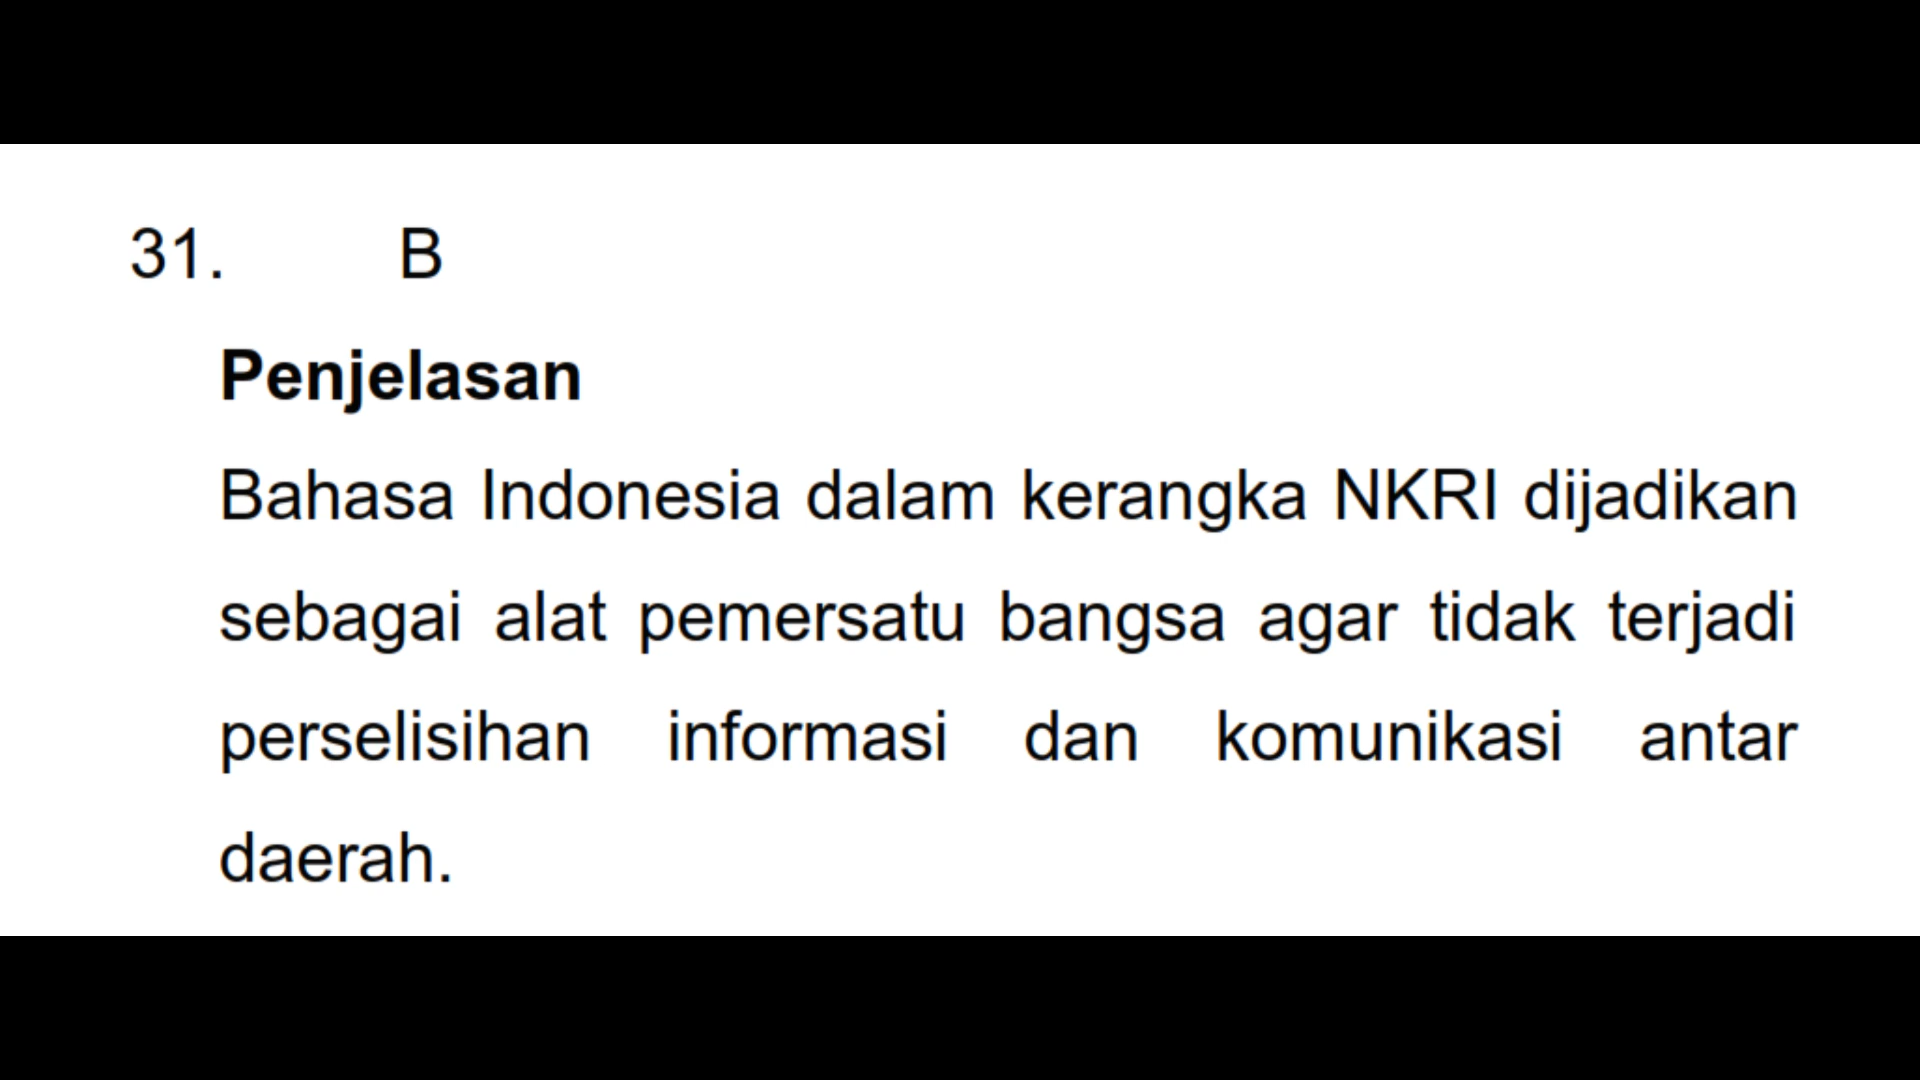 31. B
Penjelasan
Bahasa Indonesia dalam kerangka NKRI dijadikan
sebagai alat pemersatu bangsa agar tidak terjadi
perselisihan informasi dan komunikasi antar
daerah.